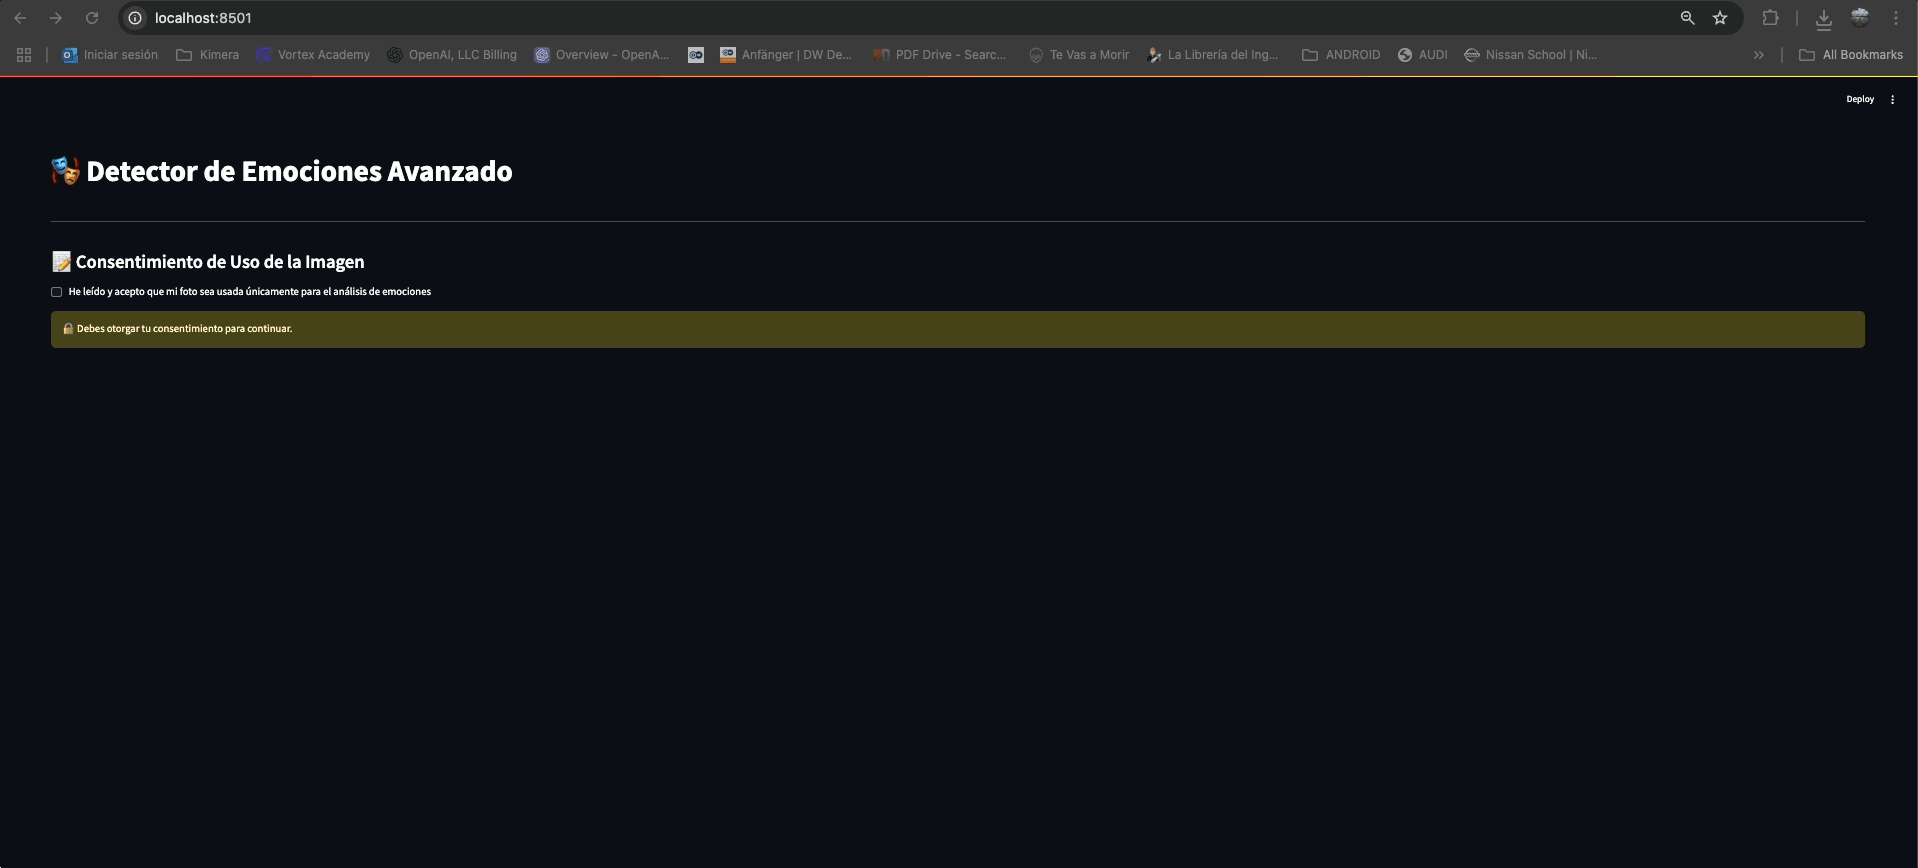 localhost:8501
Iniciar sesión
Kimera
Vortex Academy
OpenAI, LLC Billing
Overview - OpenA...
Anfänger | DW De...
PDF Drive - Searc...
Te Vas a Morir
La Librería del Ing...
ANDROID
AUDI
Nissan School | Ni...
All Bookmarks
Deploy
Detector de Emociones Avanzado
Consentimiento de Uso de la Imagen
He leído y acepto que mi foto sea usada únicamente para el análisis de emociones
Debes otorgar tu consentimiento para continuar.